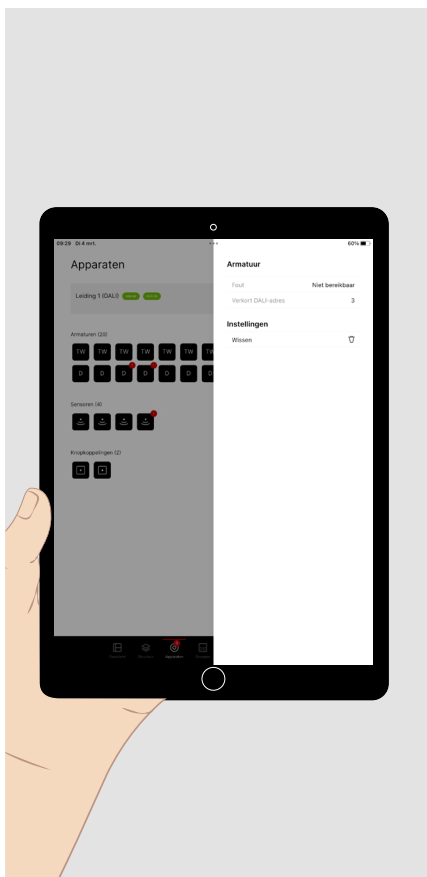 09:29 Di 4 mrt.
60%
Apparaten
Leiding 1 (DALI)
Armaturen (20)
TW TW TW TW TW TW TW
D D D D D D D
Sensoren (4)
Knopkoppelingen (2)
Apparaten
Armatuur
Fout Niet bereikbaar
Verkort DALI-adres 3
Instellingen
Wissen